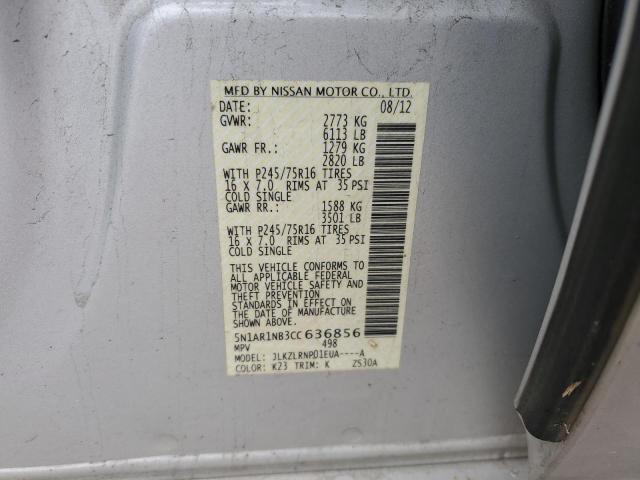 MFD BY NISSAN MOTOR CO., LTD.
DATE: 08/12
GVWR: 2773 KG
6113 LB
GAWR FR.: 1279 KG
2820 LB
WITH P245/75R16 TIRES
16 X 7.0 RIMS AT 35 PSI
COLD SINGLE
GAWR RR.: 1588 KG
3501 LB
WITH P245/75R16 TIRES
16 X 7.0 RIMS AT 35 PSI
COLD SINGLE
THIS VEHICLE CONFORMS TO
ALL APPLICABLE FEDERAL
MOTOR VEHICLE SAFETY AND
THEFT PREVENTION
STANDARDS IN EFFECT ON
THE DATE OF MANUFACTURE
SHOWN ABOVE.
5N1AR1NB3CC636856
MPV 498
MODEL: JLKZLRNP01EUA----A
COLOR: K23 TRIM: K ZS30A